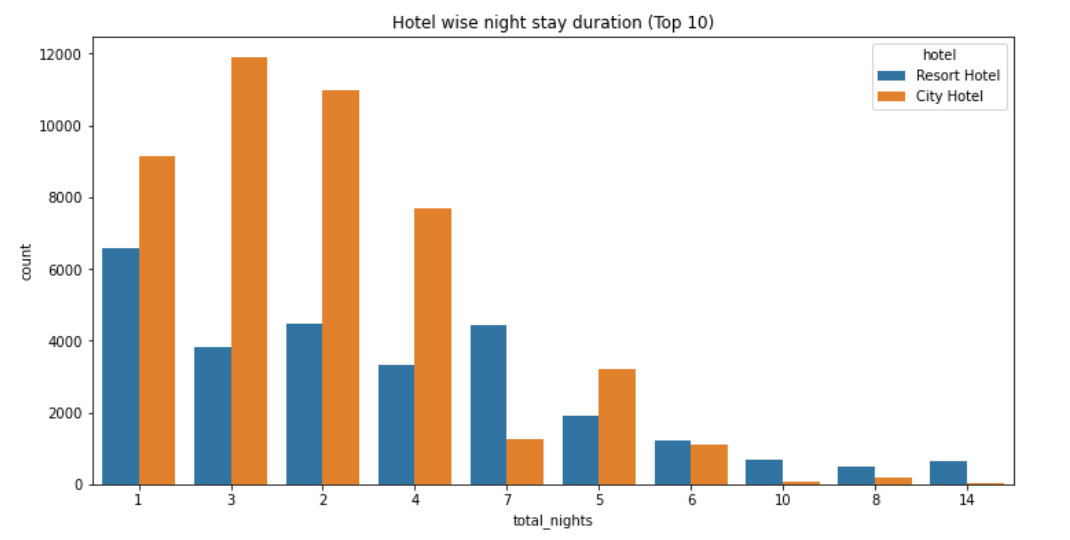 Hotel wise night stay duration (Top 10)
hotel
Resort Hotel
City Hotel
12000
10000
8000
6000
4000
2000
0
count
1 3 2 4 7 5 6 10 8 14
total_nights